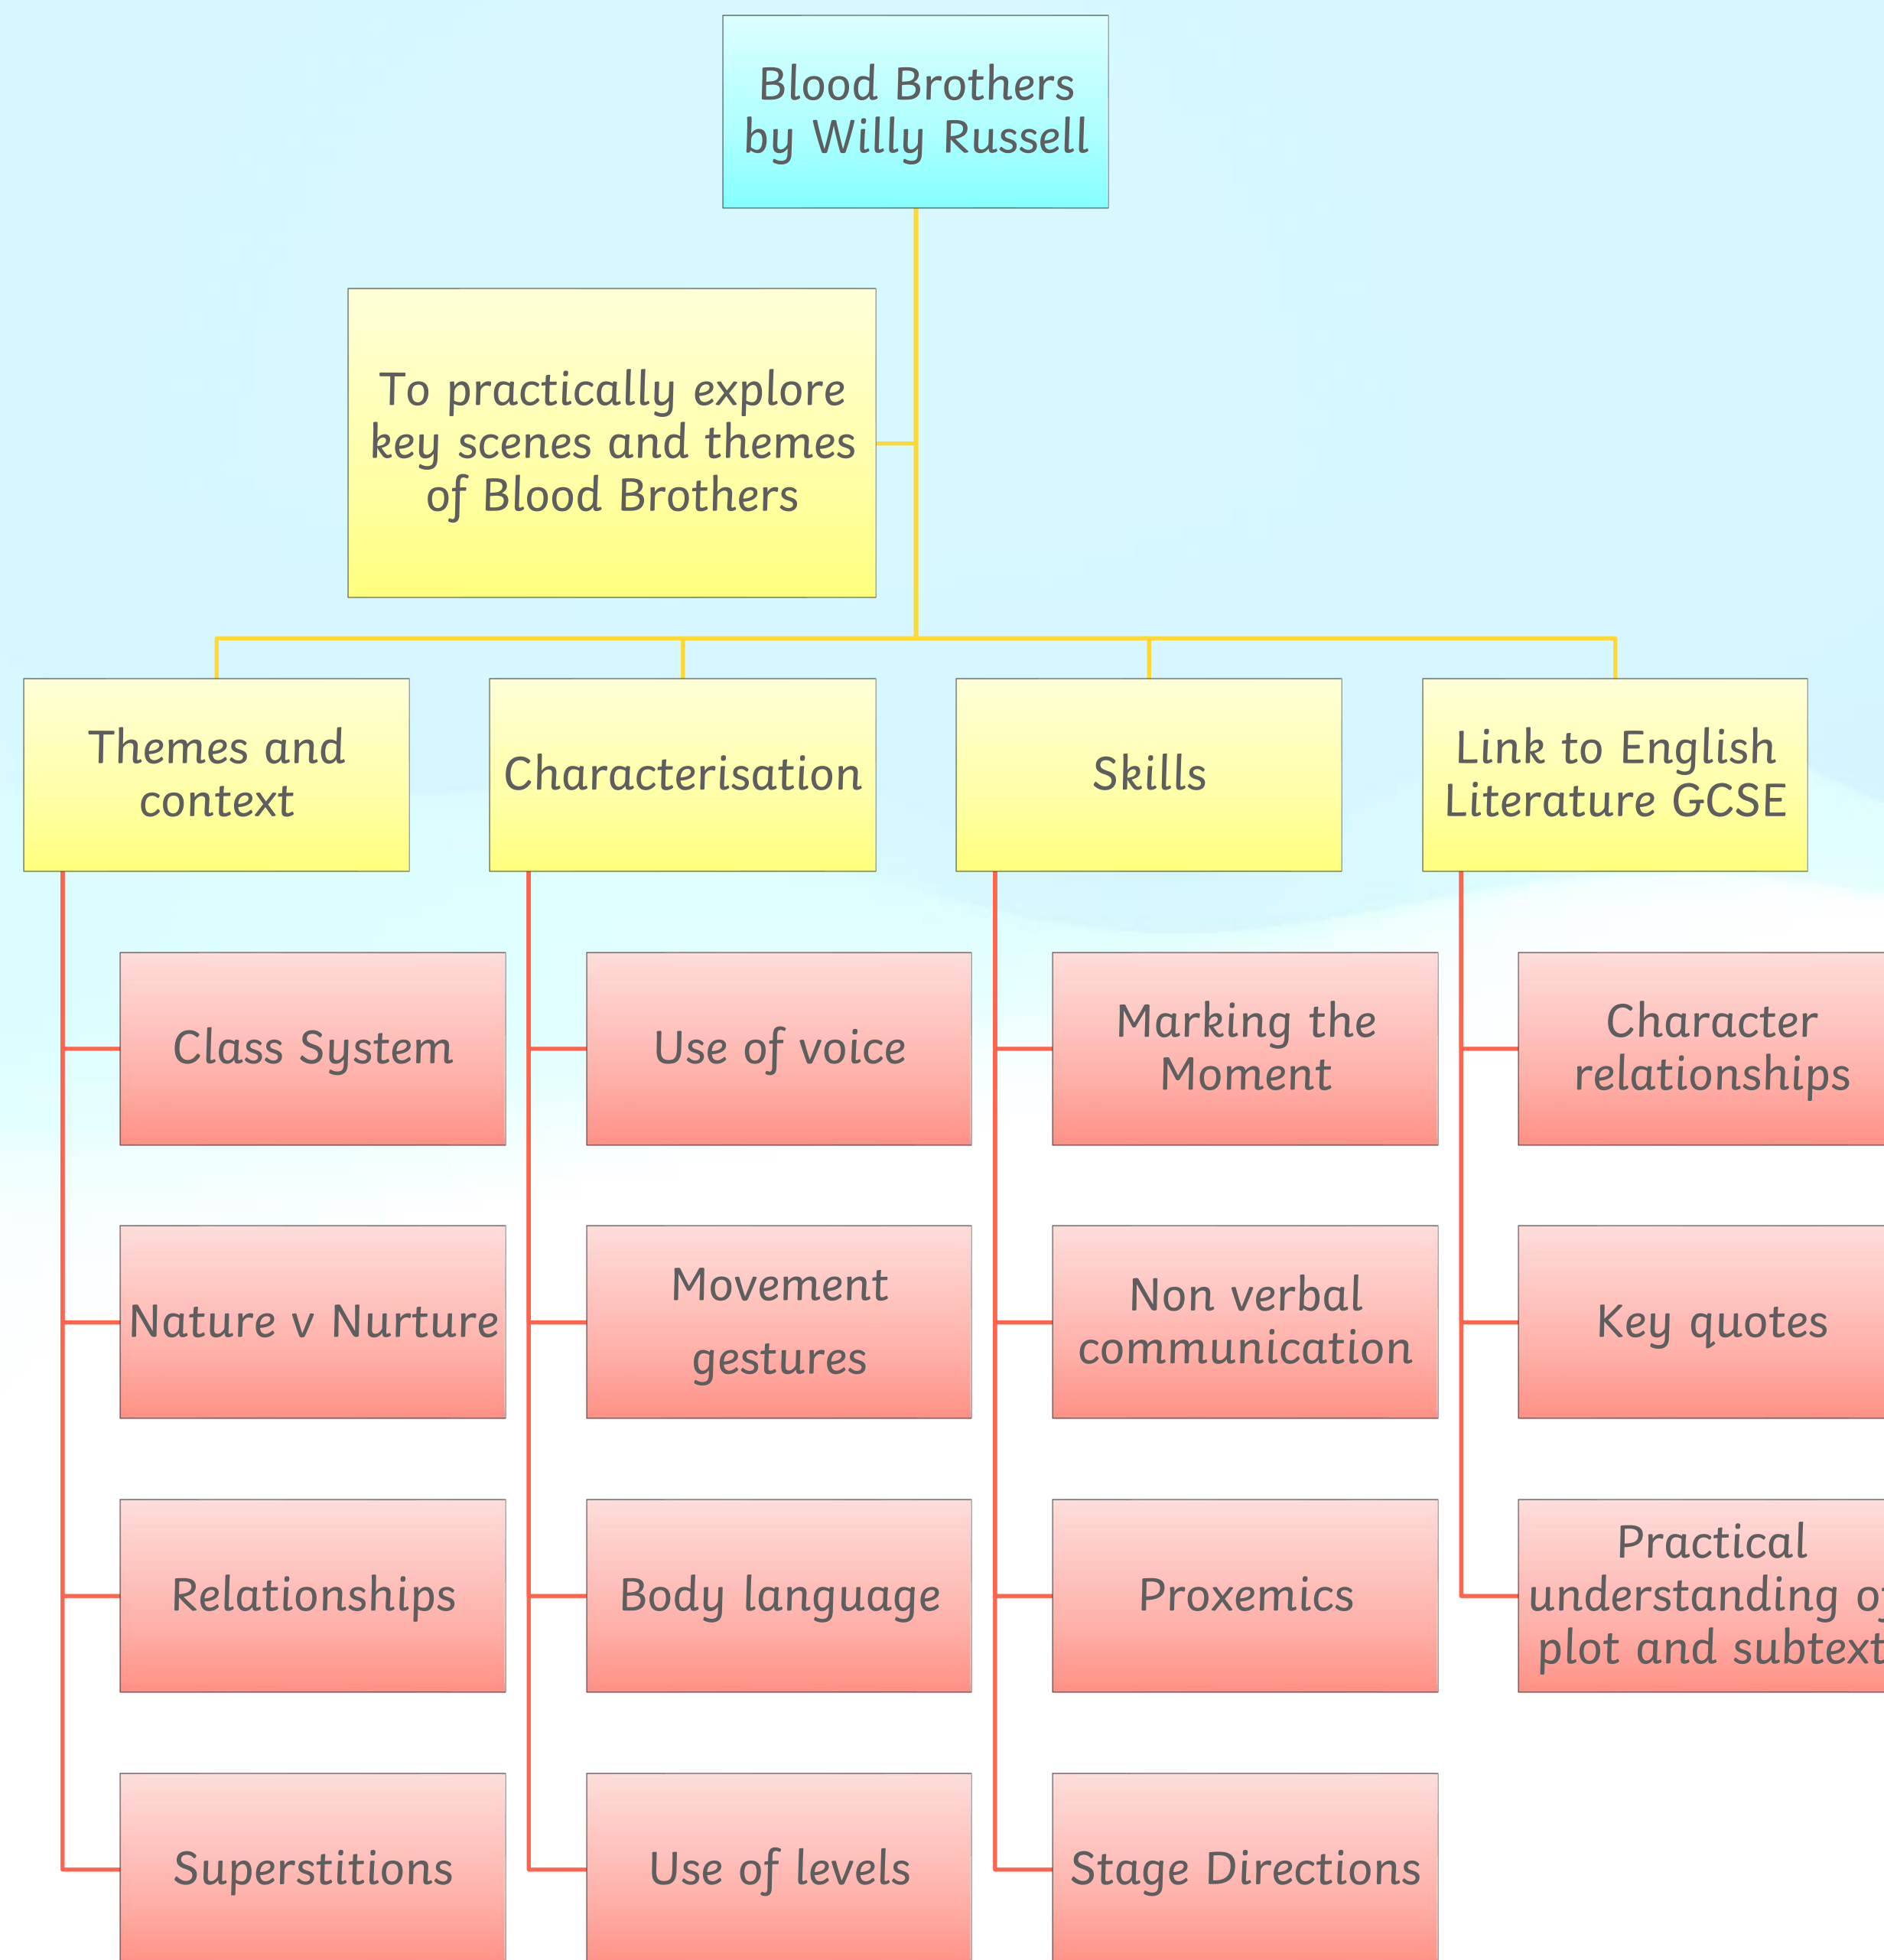 Blood Brothers
by Willy Russell
To practically explore
key scenes and themes
of Blood Brothers
Themes and
context
Characterisation
Skills
Link to English
Literature GCSE
Class System
Use of voice
Marking the
Moment
Character
relationships
Nature v Nurture
Movement
gestures
Non verbal
communication
Key quotes
Relationships
Body language
Proxemics
Practical
understanding of
plot and subtext
Superstitions
Use of levels
Stage Directions